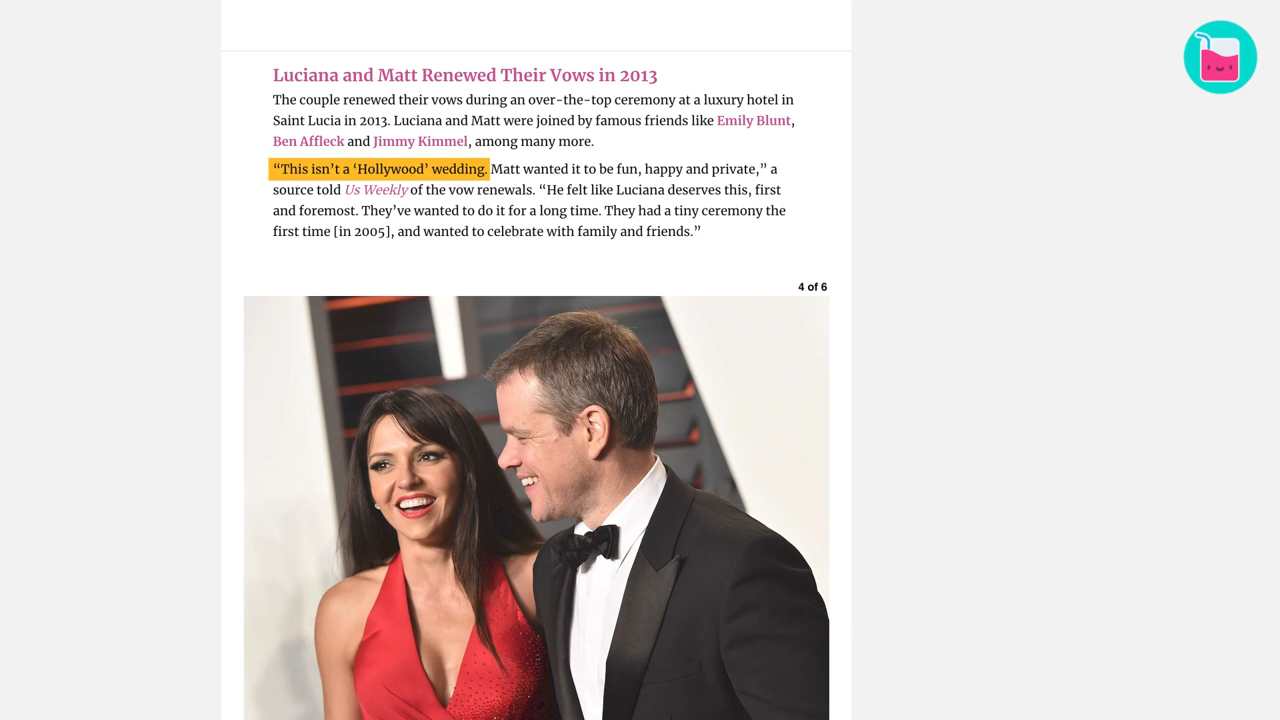 Luciana and Matt Renewed Their Vows in 2013
The couple renewed their vows during an over-the-top ceremony at a luxury hotel in
Saint Lucia in 2013. Luciana and Matt were joined by famous friends like Emily Blunt,
Ben Affleck and Jimmy Kimmel, among many more.
“This isn’t a ‘Hollywood’ wedding. Matt wanted it to be fun, happy and private,” a
source told Us Weekly of the vow renewals. “He felt like Luciana deserves this, first
and foremost. They’ve wanted to do it for a long time. They had a tiny ceremony the
first time [in 2005], and wanted to celebrate with family and friends.”
4 of 6